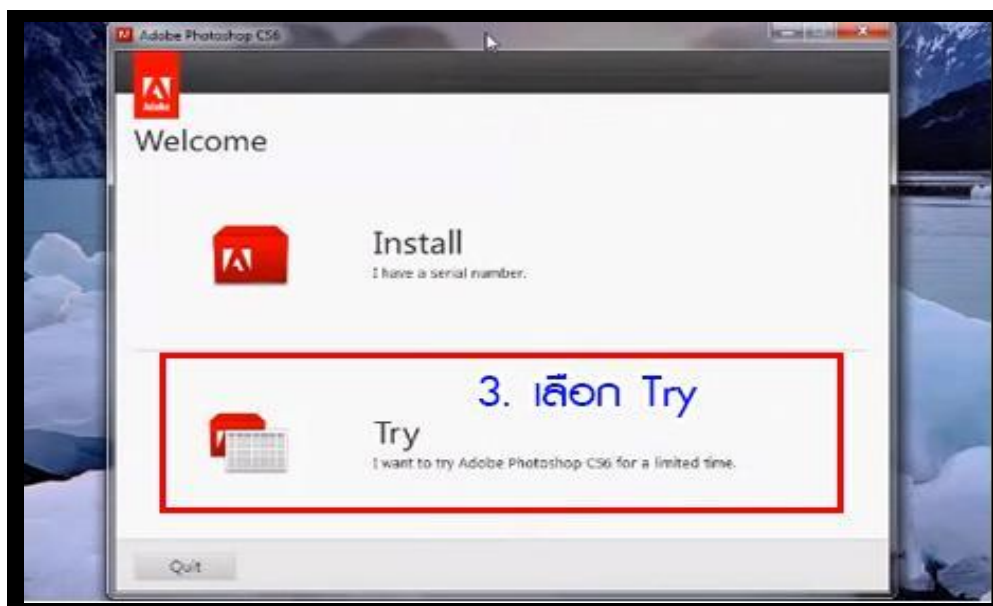 Adobe Photoshop CS6
Adobe
Welcome
Install
I have a serial number.
3. เลือก Try
Try
I want to try Adobe Photoshop CS6 for a limited time.
Quit